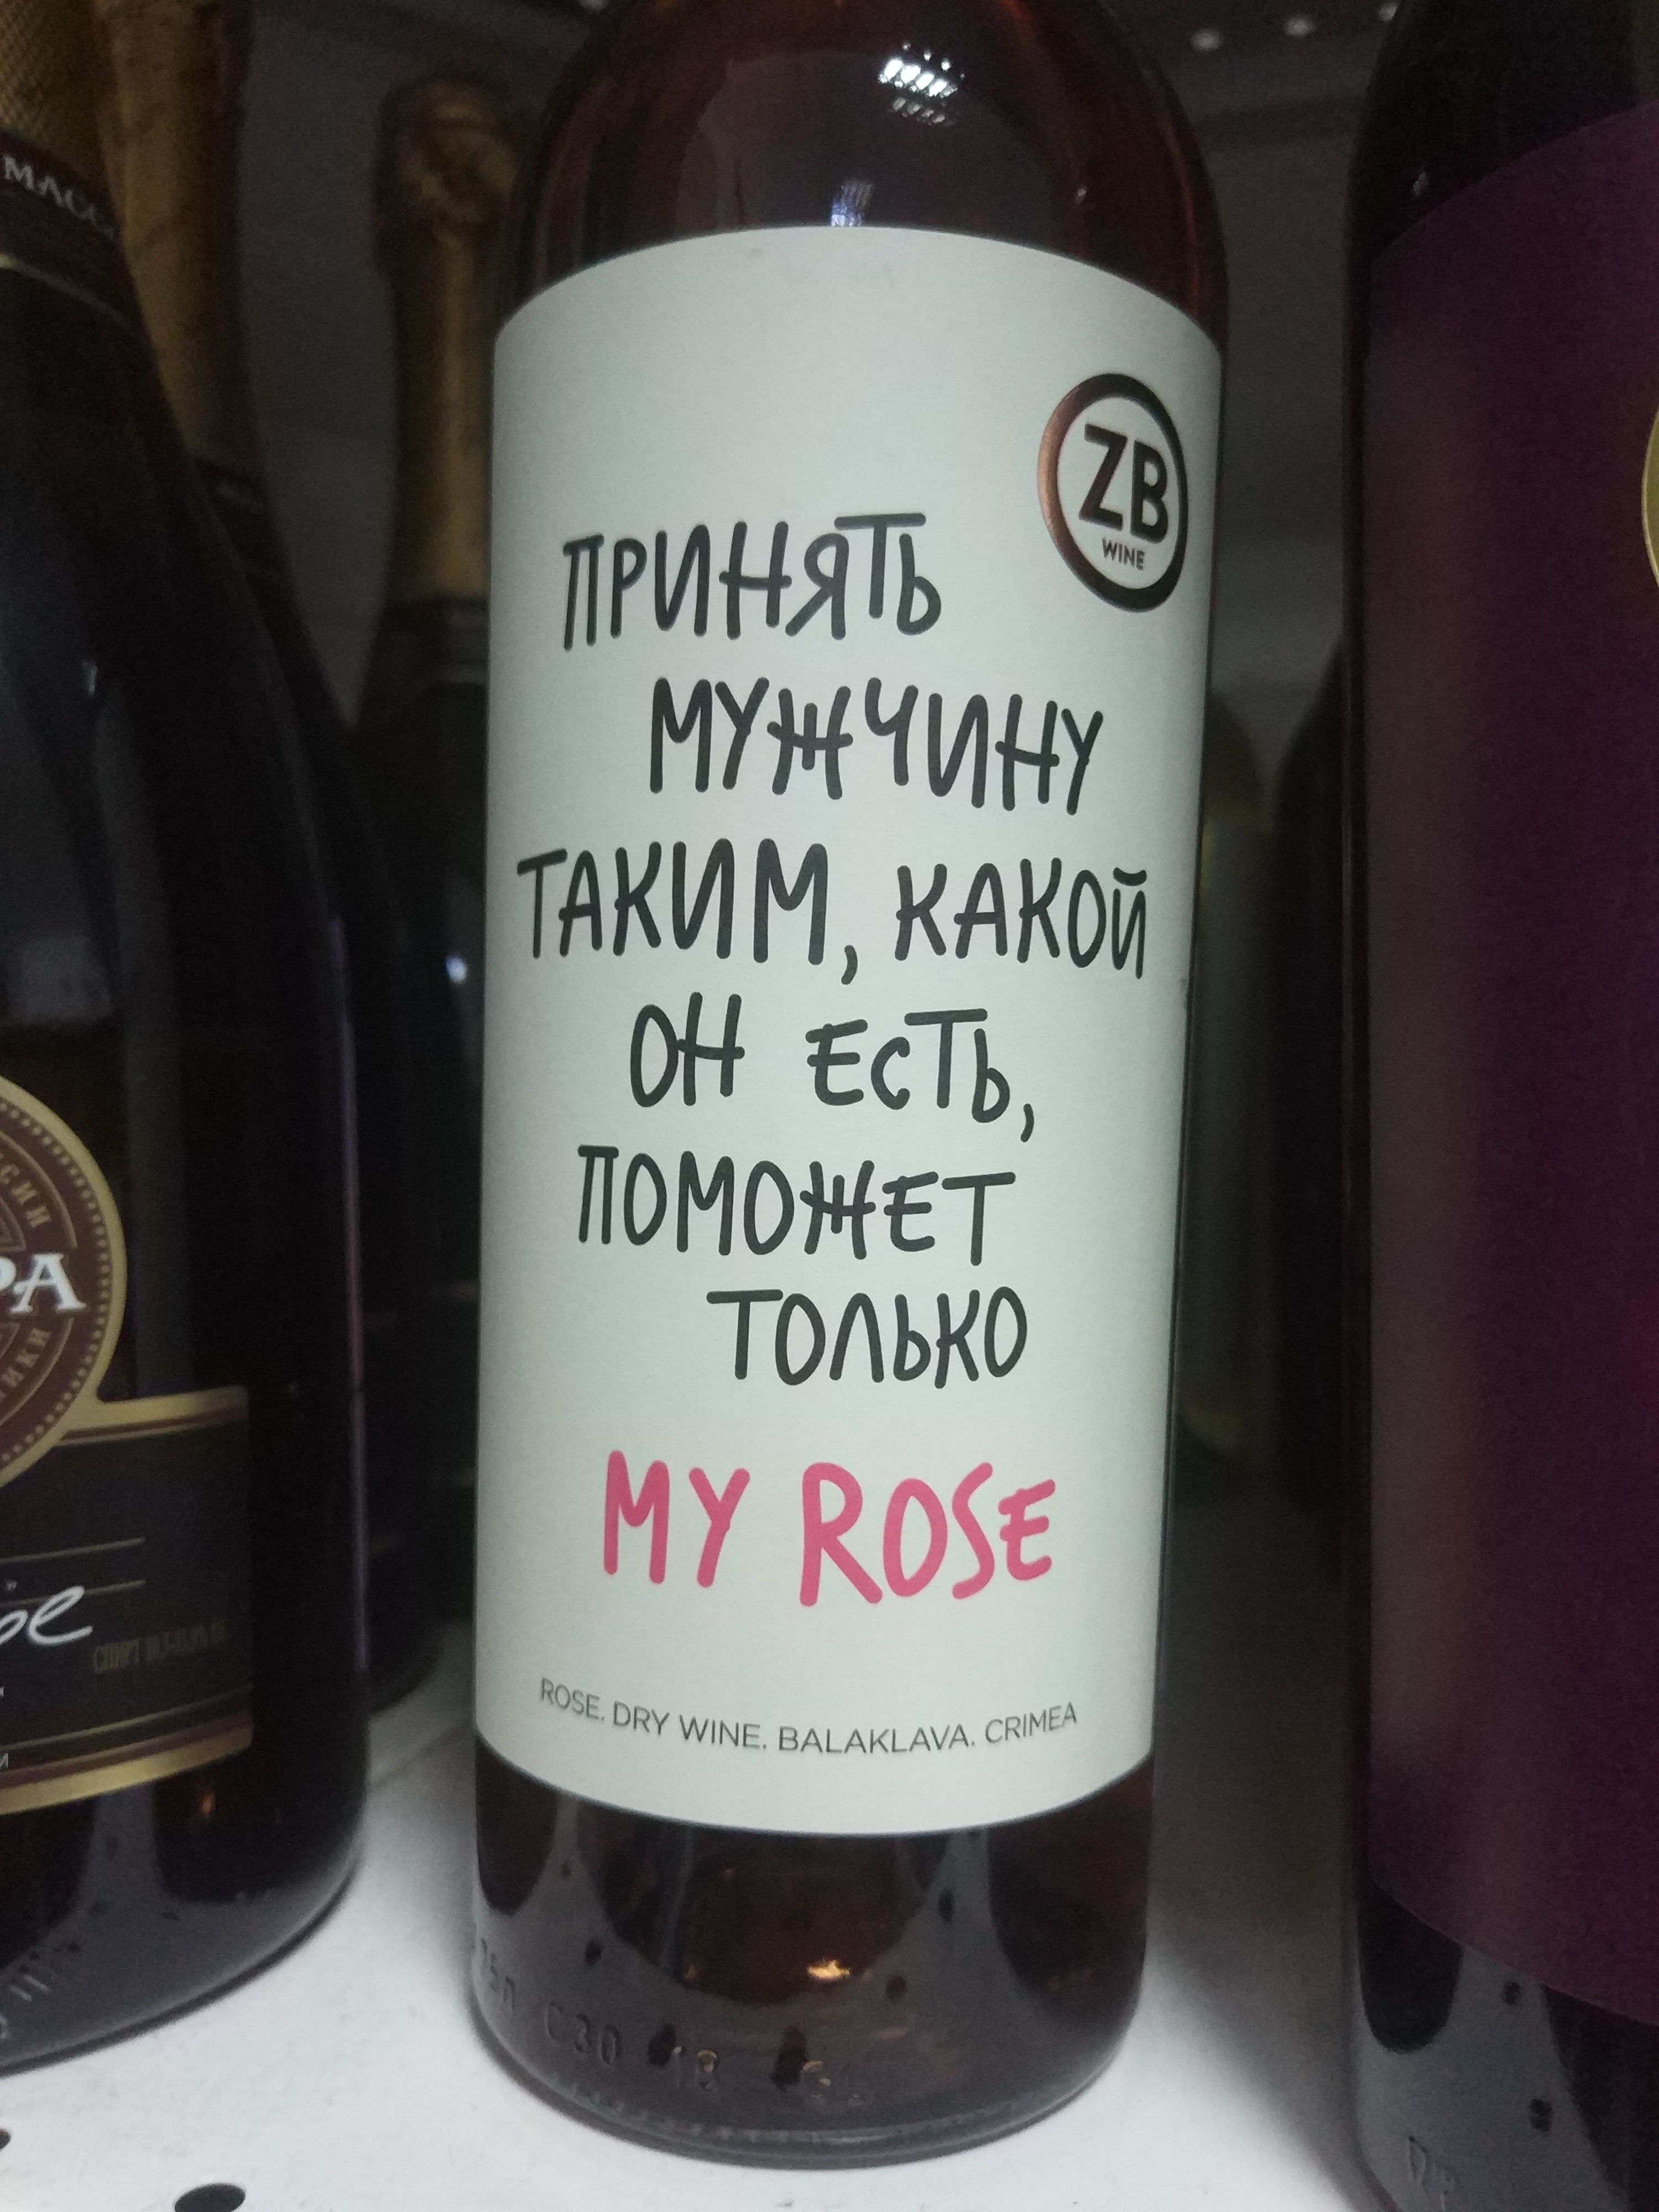 ZB
WINE
ПРИНЯТЬ
МУЖЧИНУ
ТАКИМ, КАКОЙ
ОН ЕСТЬ,
ПОМОЖЕТ
ТОЛЬКО
MY ROSE
ROSE. DRY WINE. BALAKLAVA. CRIMEA